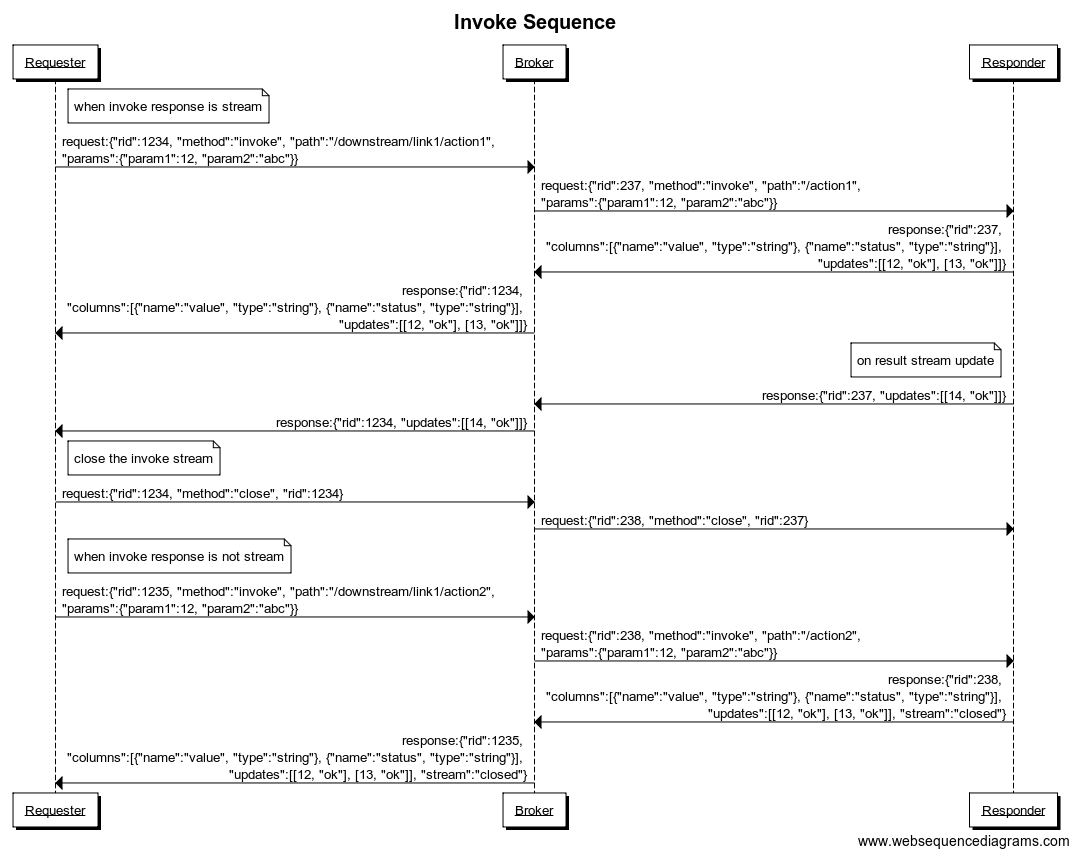 Invoke Sequence
Requester
Broker
Responder
when invoke response is stream
request:{"rid":1234, "method":"invoke", "path":"/downstream/link1/action1",
"params":{"param1":12, "param2":"abc"}}
request:{"rid":237, "method":"invoke", "path":"/action1",
"params":{"param1":12, "param2":"abc"}}
response:{"rid":237,
"columns":[{"name":"value", "type":"string"}, {"name":"status", "type":"string"}],
"updates":[[12, "ok"], [13, "ok"]]}
response:{"rid":1234,
"columns":[{"name":"value", "type":"string"}, {"name":"status", "type":"string"}],
"updates":[[12, "ok"], [13, "ok"]]}
on result stream update
response:{"rid":237, "updates":[[14, "ok"]]}
response:{"rid":1234, "updates":[[14, "ok"]]}
close the invoke stream
request:{"rid":1234, "method":"close", "rid":1234}
request:{"rid":238, "method":"close", "rid":237}
when invoke response is not stream
request:{"rid":1235, "method":"invoke", "path":"/downstream/link1/action2",
"params":{"param1":12, "param2":"abc"}}
request:{"rid":238, "method":"invoke", "path":"/action2",
"params":{"param1":12, "param2":"abc"}}
response:{"rid":238,
"columns":[{"name":"value", "type":"string"}, {"name":"status", "type":"string"}],
"updates":[[12, "ok"], [13, "ok"]], "stream":"closed"}
response:{"rid":1235,
"columns":[{"name":"value", "type":"string"}, {"name":"status", "type":"string"}],
"updates":[[12, "ok"], [13, "ok"]], "stream":"closed"}
Requester
Broker
Responder
www.websequencediagrams.com